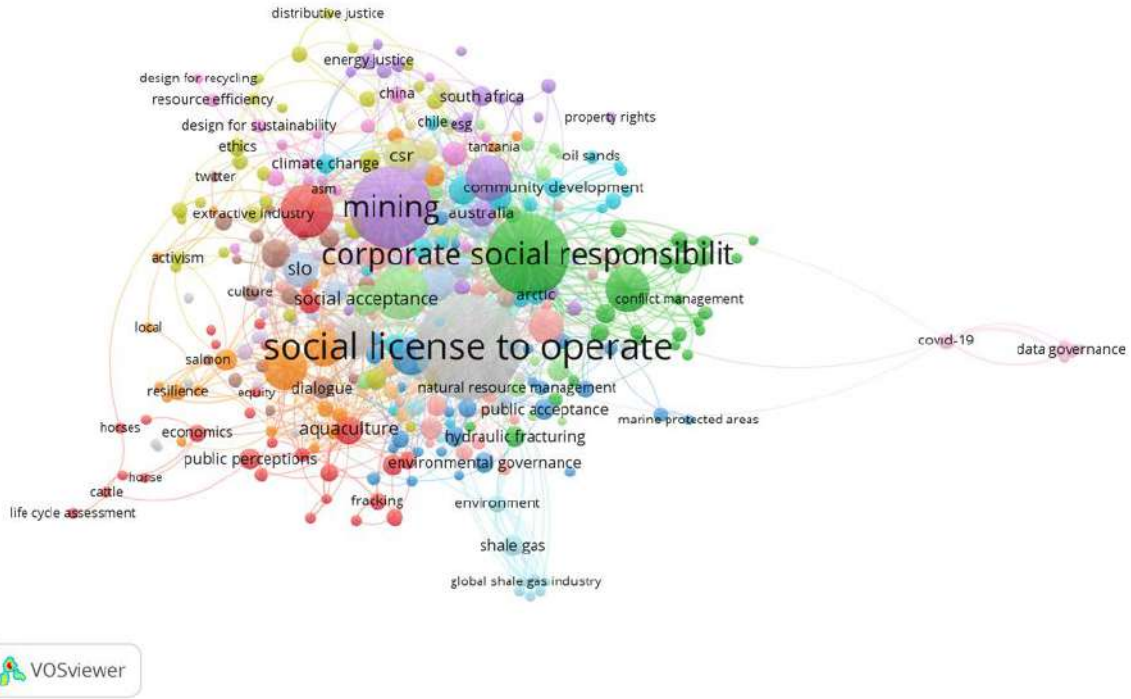 distributive justice
energy justice
design for recycling
china
resource efficiency
south africa
property rights
design for sustainability
chile
esg
ethics
tanzania
csr
oil sands
climate change
twitter
asm
community development
mining
extractive industry
australia
corporate social responsibilit
activism
slo
culture
social acceptance
arctic
conflict management
local
covid-19
social license to operate
data governance
salmon
resilience
equity
dialogue
natural resource management
public acceptance
marine protected areas
horses
economics
aquaculture
hydraulic fracturing
public perceptions
environmental governance
horse
cattle
fracking
environment
life cycle assessment
shale gas
global shale gas industry
VOSviewer